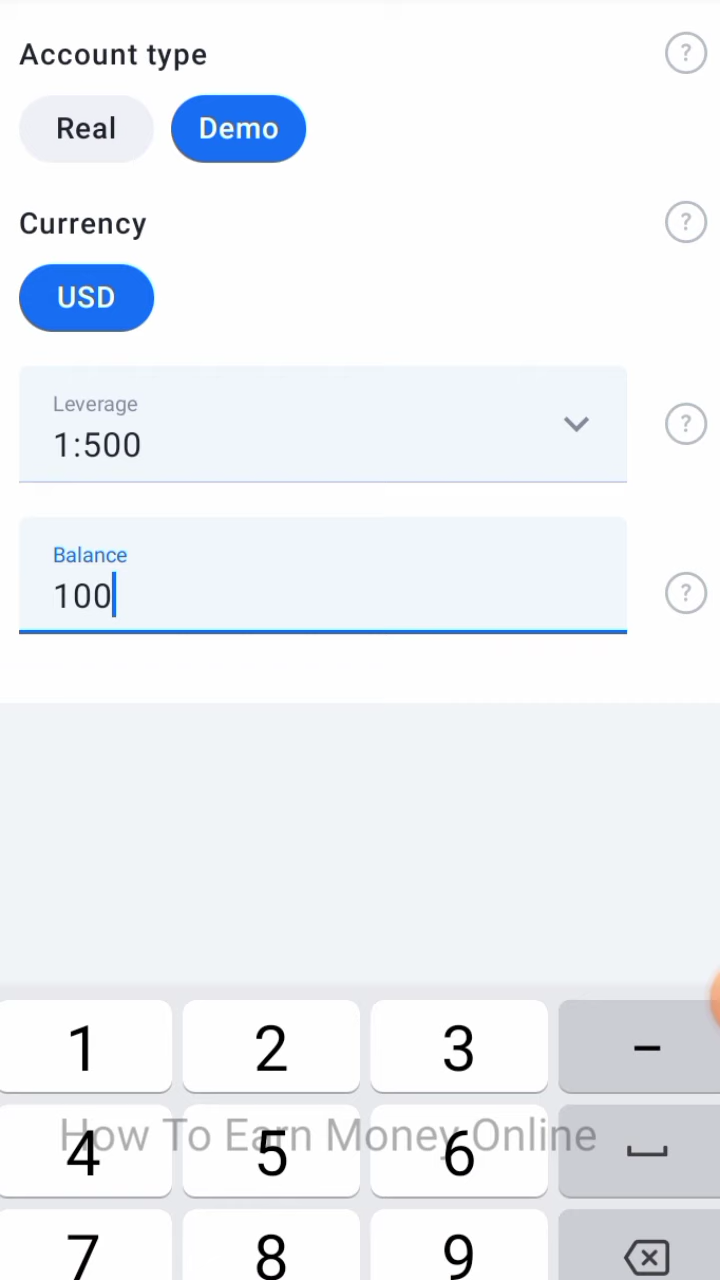 Account type
?
Real
Demo
Currency
?
USD
Leverage
1:500
?
Balance
100
?
1
2
3
-
How To Earn Money Online
4
5
6
7
8
9